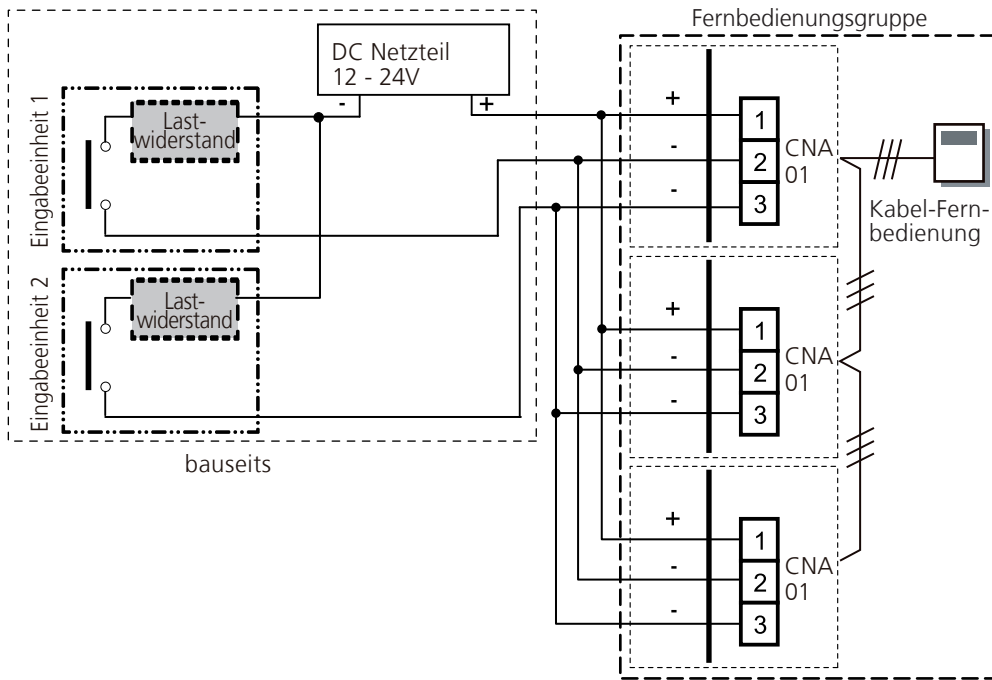 Fernbedienungsgruppe
DC Netzteil
12 - 24V
-
+
Eingabeeinheit 1
Last-
widerstand
Eingabeeinheit 2
Last-
widerstand
bauseits
+
-
-
1
2
3
CNA
01
Kabel-Fern-
bedienung
+
-
-
1
2
3
CNA
01
+
-
-
1
2
3
CNA
01